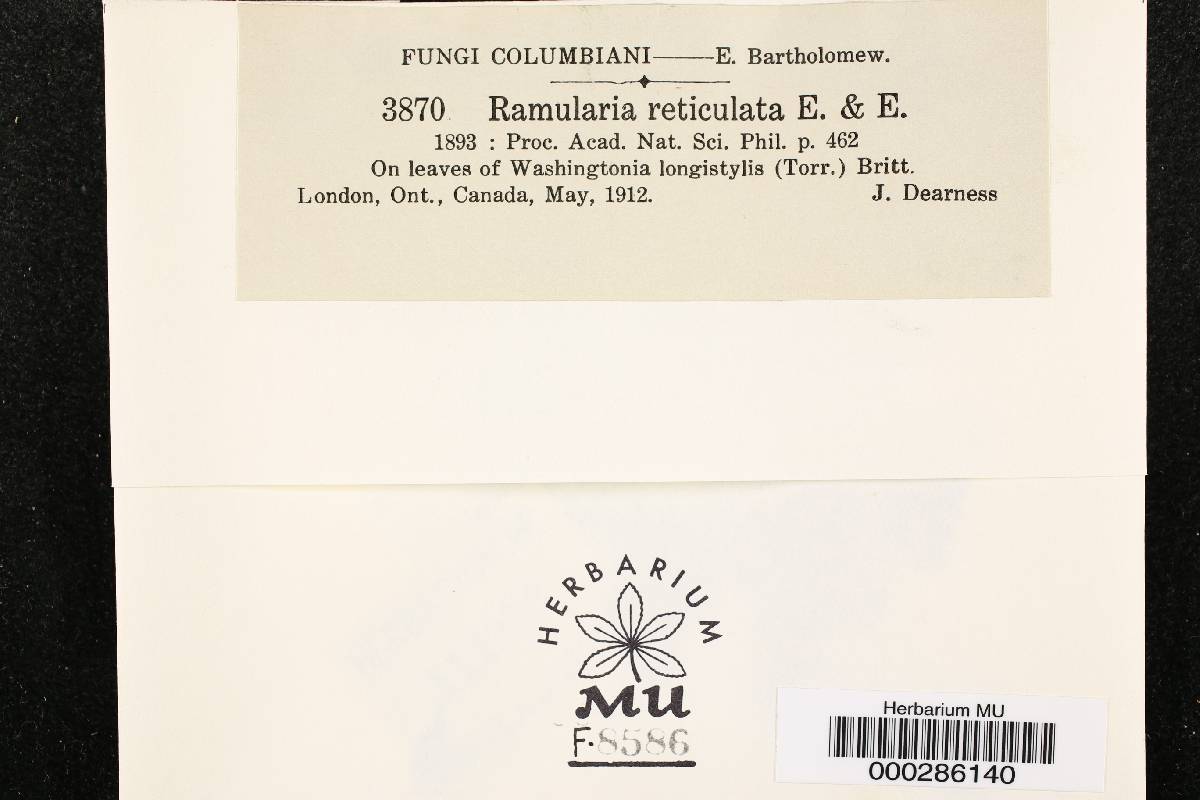 FUNGI COLUMBIANI——E. Bartholomew.
3870 Ramularia reticulata E. & E.
1893 : Proc. Acad. Nat. Sci. Phil. p. 462
On leaves of Washingtonia longistylis (Torr.) Britt.
London, Ont., Canada, May, 1912. J. Dearness
HERBARIUM
MU
F.8586
Herbarium MU
000286140